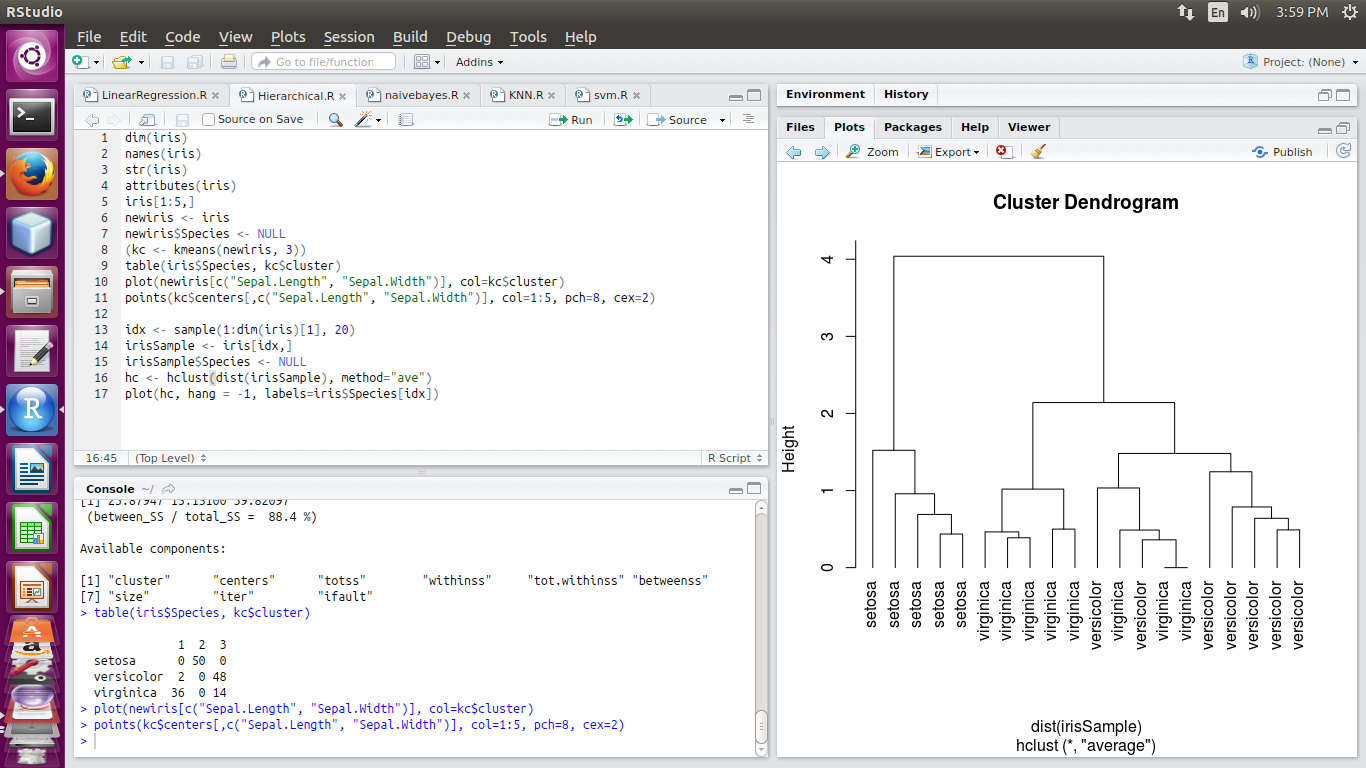 RStudio
En
3:59 PM
File Edit Code View Plots Session Build Debug Tools Help
Go to file/function
Addins
Project: (None)
LinearRegression.R
Hierarchical.R
naivebayes.R
KNN.R
svm.R
Source on Save
Run
Source
1 dim(iris)
2 names(iris)
3 str(iris)
4 attributes(iris)
5 iris[1:5,]
6 newiris <- iris
7 newiris$Species <- NULL
8 (kc <- kmeans(newiris, 3))
9 table(iris$Species, kc$cluster)
10 plot(newiris[c("Sepal.Length", "Sepal.Width")], col=kc$cluster)
11 points(kc$centers[,c("Sepal.Length", "Sepal.Width")], col=1:5, pch=8, cex=2)
12
13 idx <- sample(1:dim(iris)[1], 20)
14 irisSample <- iris[idx,]
15 irisSample$Species <- NULL
16 hc <- hclust(dist(irisSample), method="ave")
17 plot(hc, hang = -1, labels=iris$Species[idx])
16:45
(Top Level)
R Script
Console ~/
[1] 23.87947 15.15100 39.82097
(between_SS / total_SS = 88.4 %)
Available components:
[1] "cluster" "centers" "totss" "withinss" "tot.withinss" "betweenss"
[7] "size" "iter" "ifault"
> table(iris$Species, kc$cluster)
1 2 3
setosa 0 50 0
versicolor 2 0 48
virginica 36 0 14
> plot(newiris[c("Sepal.Length", "Sepal.Width")], col=kc$cluster)
> points(kc$centers[,c("Sepal.Length", "Sepal.Width")], col=1:5, pch=8, cex=2)
>
Environment History
Files Plots Packages Help Viewer
Zoom
Export
Publish
Cluster Dendrogram
Height
4
3
2
1
0
setosa
setosa
setosa
setosa
setosa
virginica
virginica
virginica
virginica
virginica
versicolor
virginica
versicolor
virginica
virginica
versicolor
versicolor
versicolor
versicolor
versicolor
dist(irisSample)
hclust (*, "average")